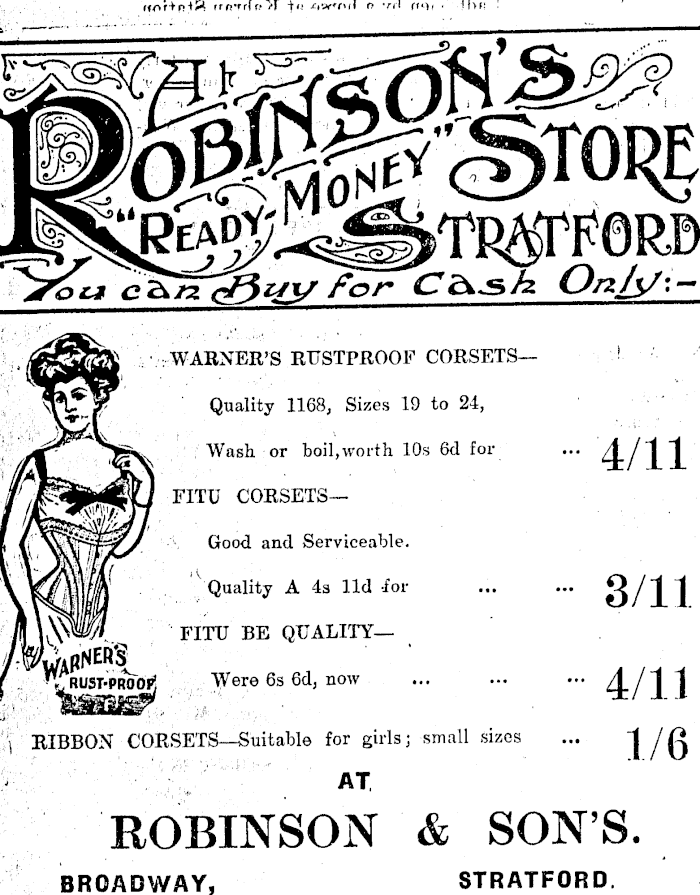 At
ROBINSON'S
"READY-MONEY" STORE
STRATFORD
You can Buy for Cash Only:-
WARNER'S RUSTPROOF CORSETS—
Quality 1168, Sizes 19 to 24,
Wash or boil, worth 10s 6d for ... 4/11
FITU CORSETS—
Good and Serviceable.
Quality A 4s 11d for ... ... 3/11
FITU BE QUALITY—
Were 6s 6d, now ... ... ... 4/11
WARNER'S
RUST-PROOF
RIBBON CORSETS—Suitable for girls; small sizes ... 1/6
AT
ROBINSON & SON'S.
BROADWAY, STRATFORD.